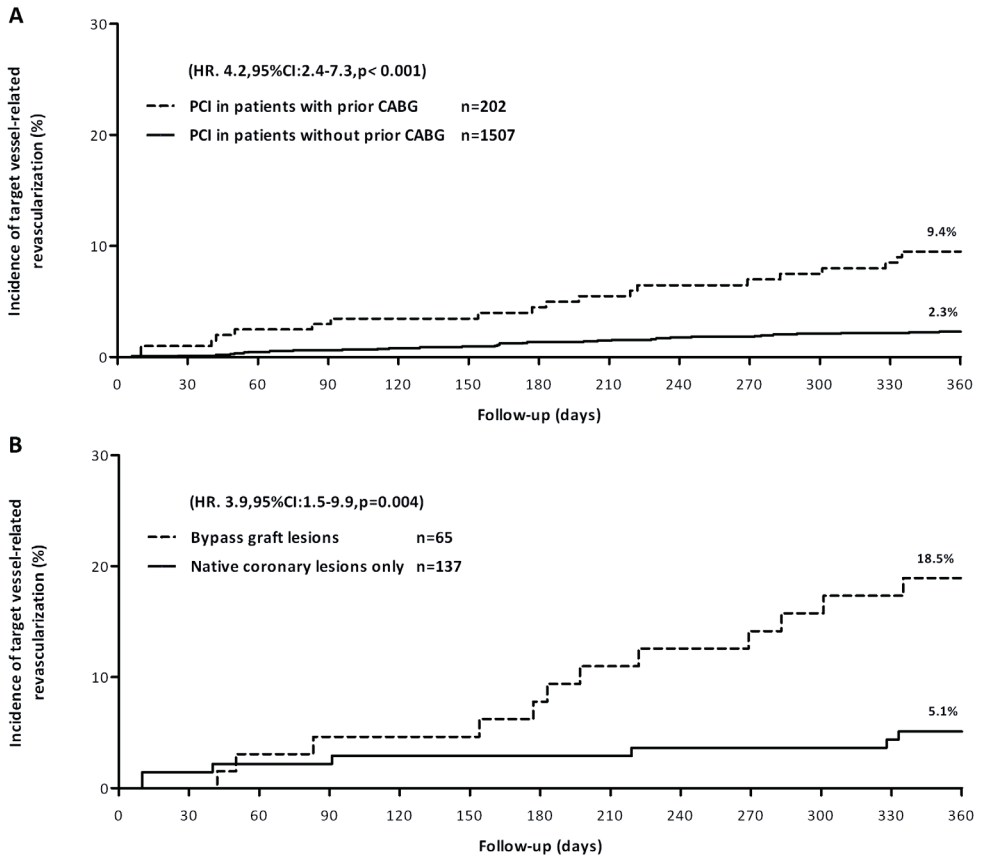 A
Incidence of target vessel-related
revascularization (%)
30
20
10
0
(HR. 4.2,95%CI:2.4-7.3,p< 0.001)
PCI in patients with prior CABG n=202
PCI in patients without prior CABG n=1507
9.4%
2.3%
0 30 60 90 120 150 180 210 240 270 300 330 360
Follow-up (days)
B
Incidence of target vessel-related
revascularization (%)
30
20
10
0
(HR. 3.9,95%CI:1.5-9.9,p=0.004)
Bypass graft lesions n=65
Native coronary lesions only n=137
18.5%
5.1%
0 30 60 90 120 150 180 210 240 270 300 330 360
Follow-up (days)